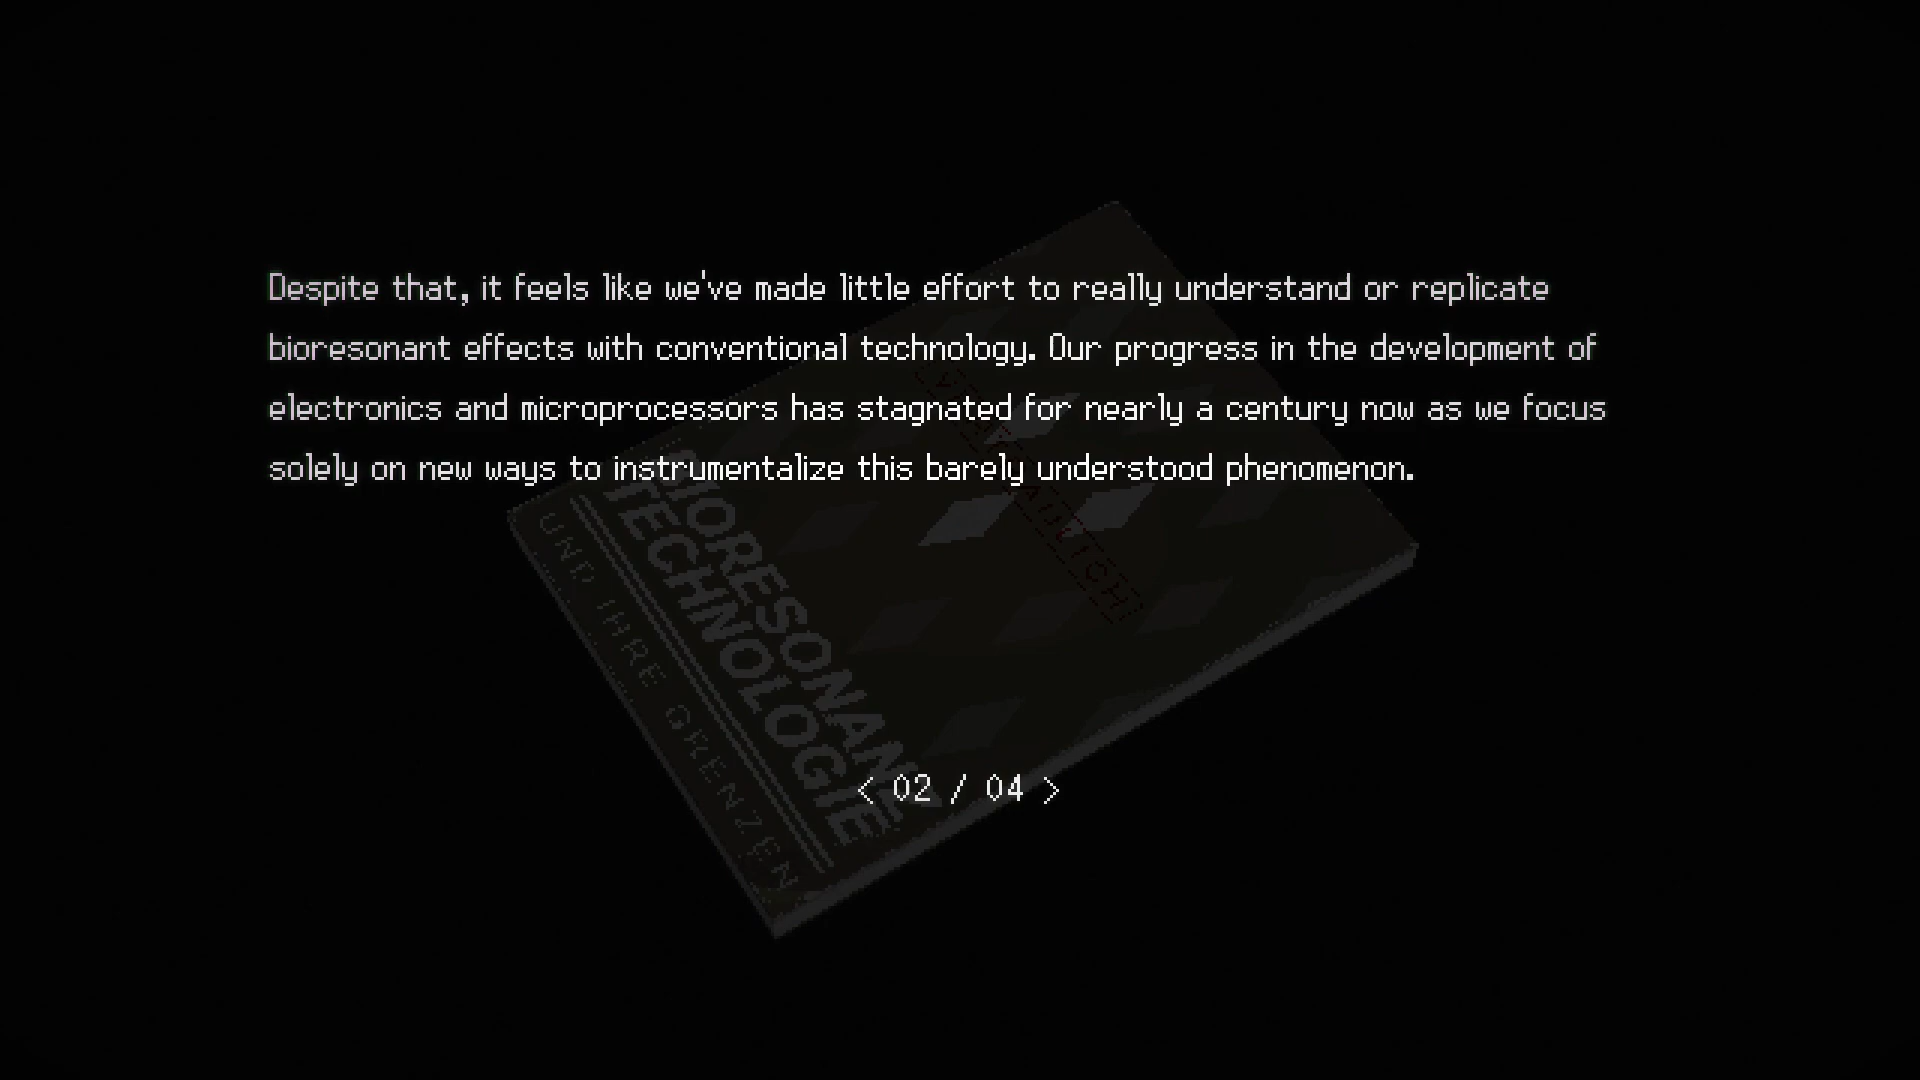 Despite that, it feels like we've made little effort to really understand or replicate
bioresonant effects with conventional technology. Our progress in the development of
electronics and microprocessors has stagnated for nearly a century now as we focus
solely on new ways to instrumentalize this barely understood phenomenon.
BIORESONANZ
TECHNOLOGIE
UND IHRE GRENZEN
VERTRAULICH
< 02 / 04 >